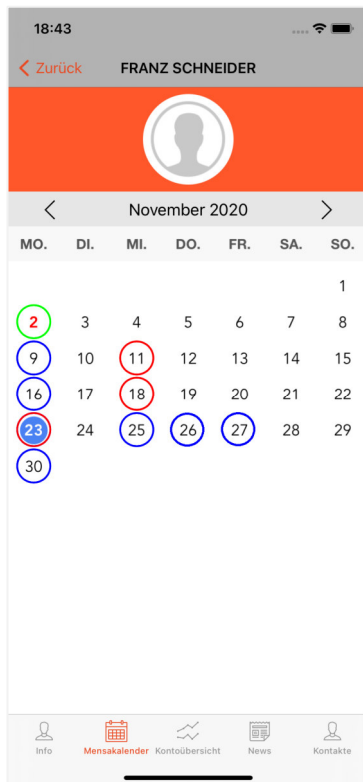 18:43
Zurück FRANZ SCHNEIDER
November 2020
MO. DI. MI. DO. FR. SA. SO.
1
2 3 4 5 6 7 8
9 10 11 12 13 14 15
16 17 18 19 20 21 22
23 24 25 26 27 28 29
30
Info Mensakalender Kontoübersicht News Kontakte